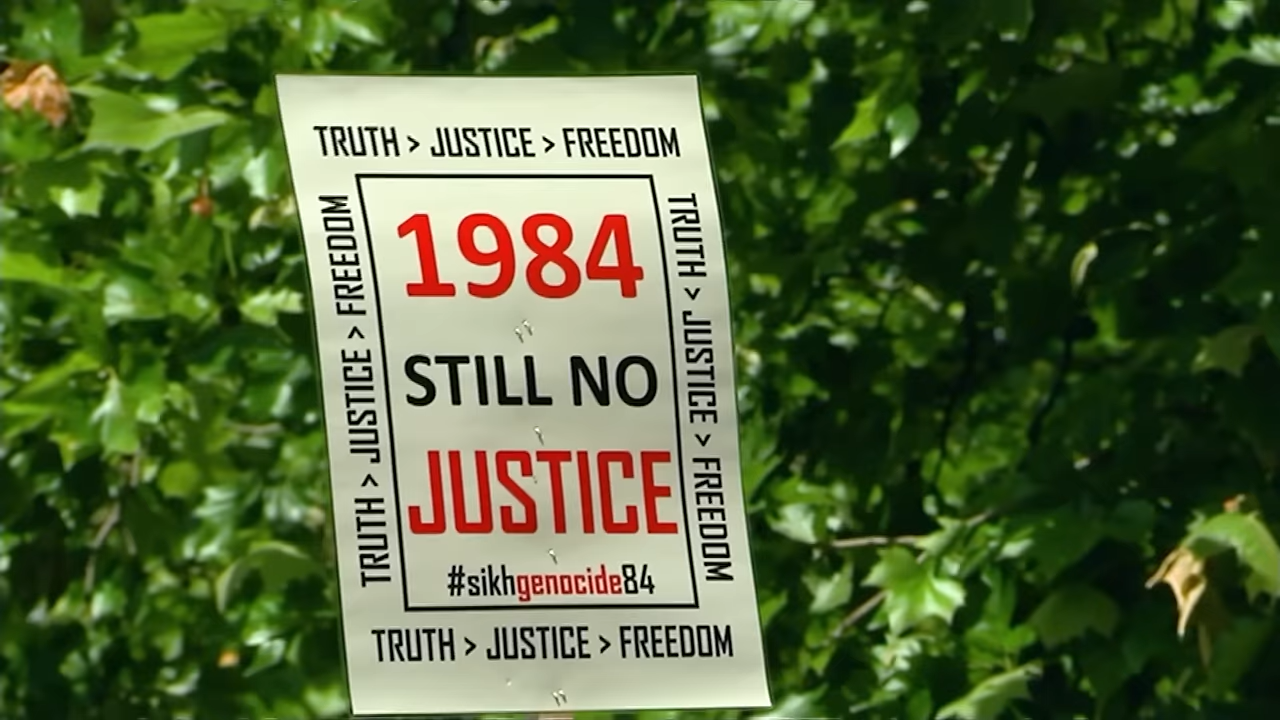 TRUTH > JUSTICE > FREEDOM
TRUTH > JUSTICE > FREEDOM
1984
STILL NO
JUSTICE
#sikhgenocide84
TRUTH > JUSTICE > FREEDOM
TRUTH > JUSTICE > FREEDOM